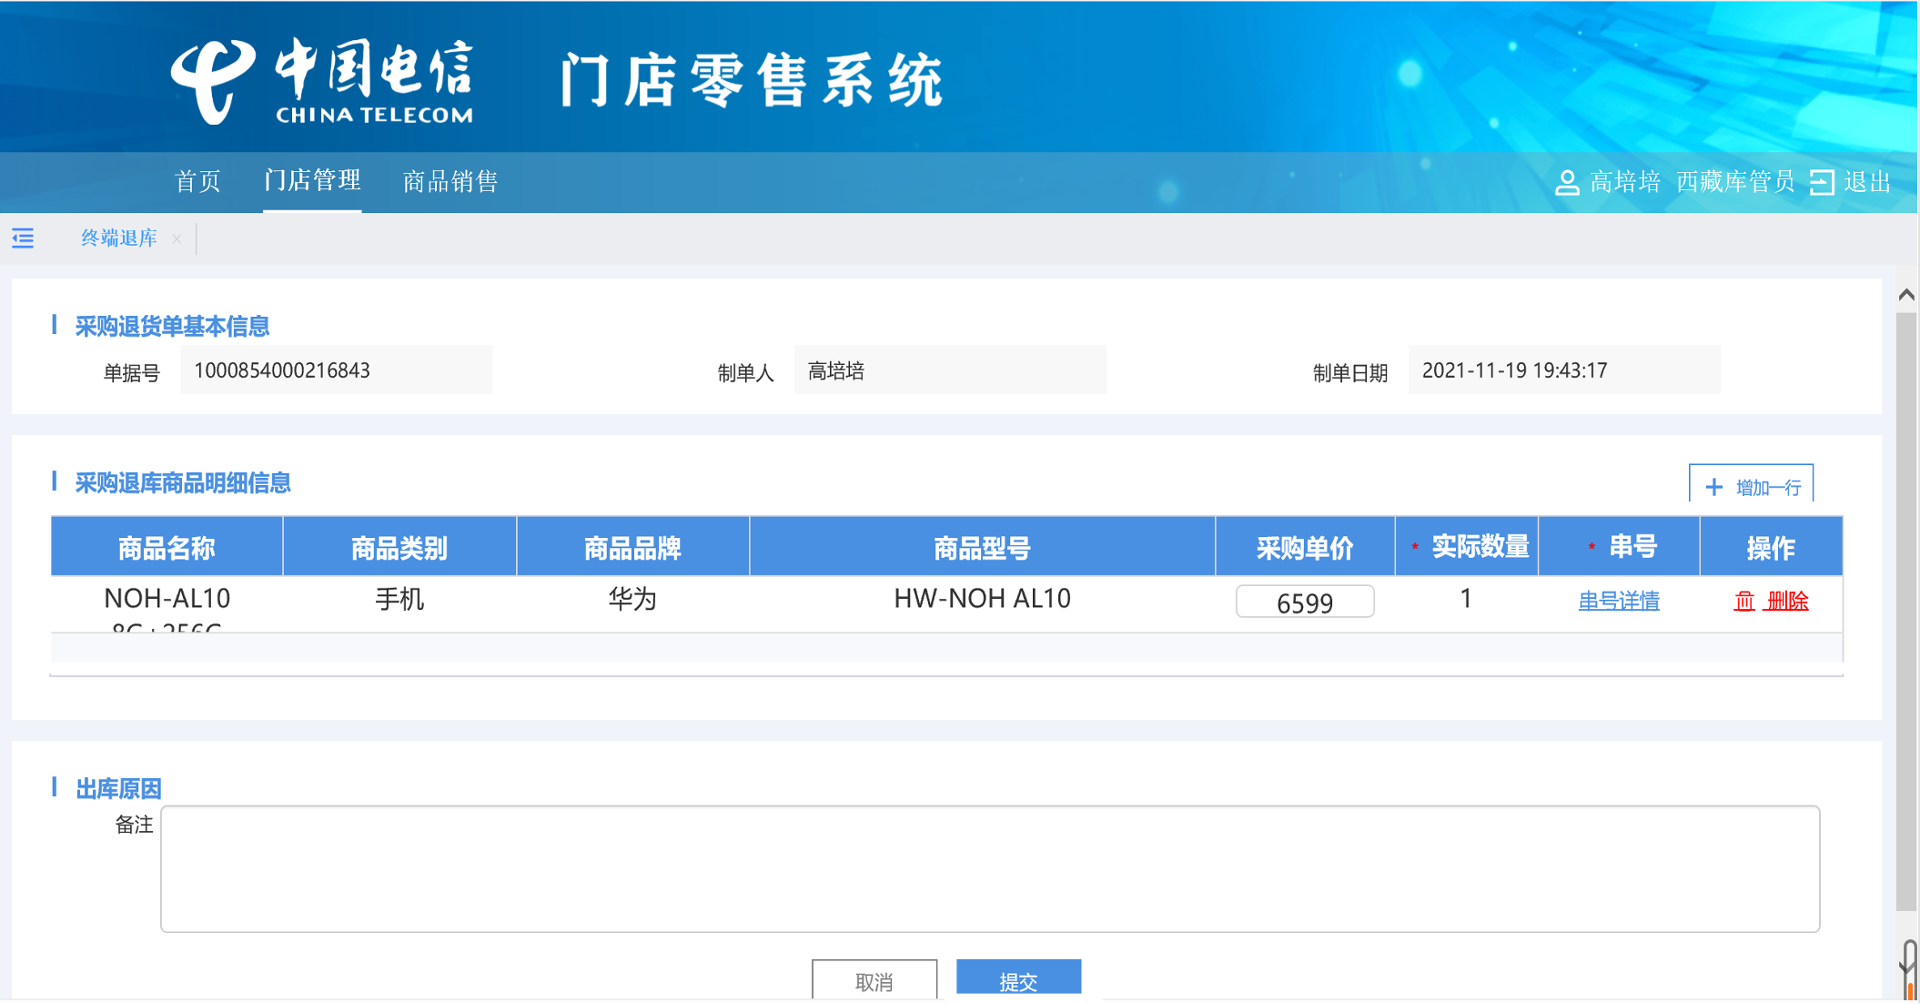 中国电信
CHINA TELECOM
门店零售系统
首页 门店管理 商品销售
高培培 西藏库管员 退出
终端退库 ×
采购退货单基本信息
单据号 1000854000216843 制单人 高培培 制单日期 2021-11-19 19:43:17
采购退库商品明细信息
+ 增加一行
商品名称 商品类别 商品品牌 商品型号 采购单价 * 实际数量 * 串号 操作
NOH-AL10 手机 华为 HW-NOH AL10 6599 1 串号详情 删除
8G+256G
出库原因
备注
取消 提交